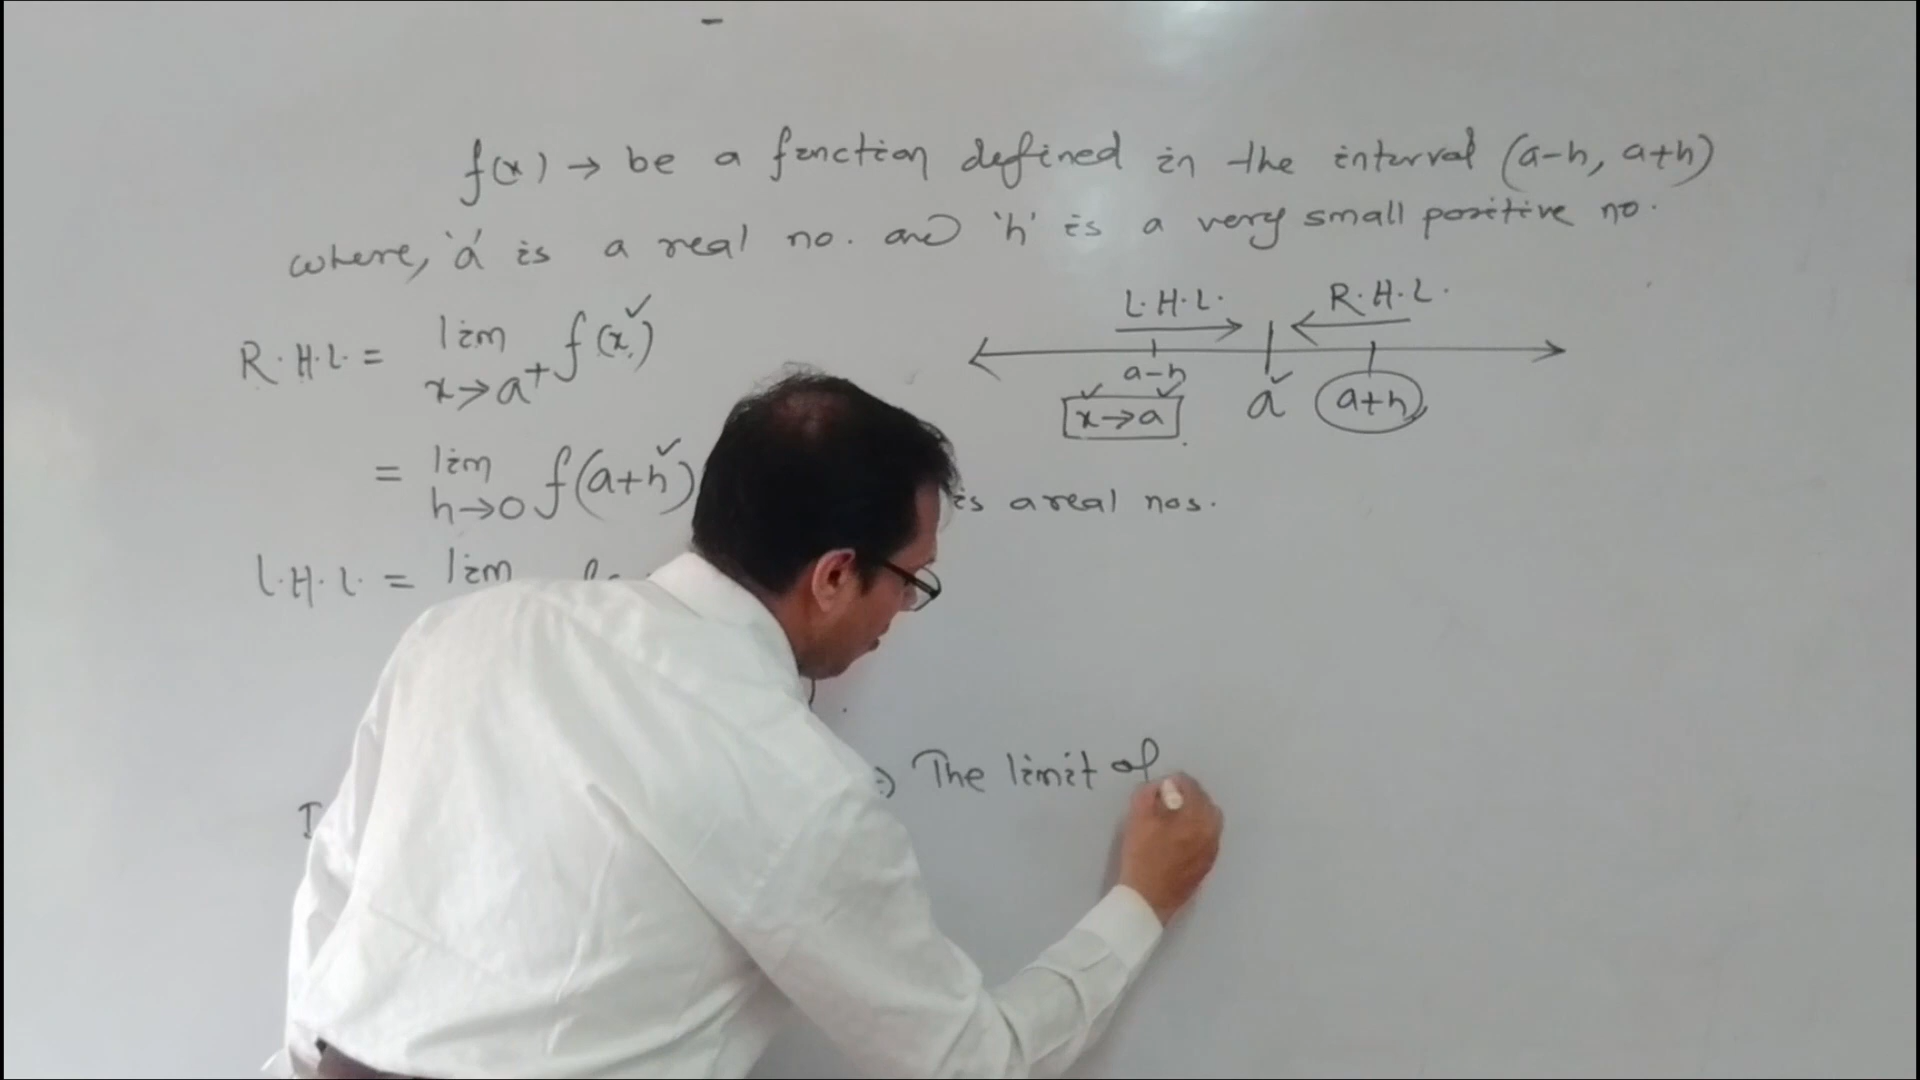 f(x) → be a function defined in the interval (a-h, a+h)
where, 'a' is a real no. and 'h' is a very small positive no.
L.H.L. R.H.L.
R.H.L. = lim f(x)
x→a+
a-h
x→a a a+h
= lim f(a+h) is a real nos.
h→0
L.H.L. = lim
I
⇒ The limit of